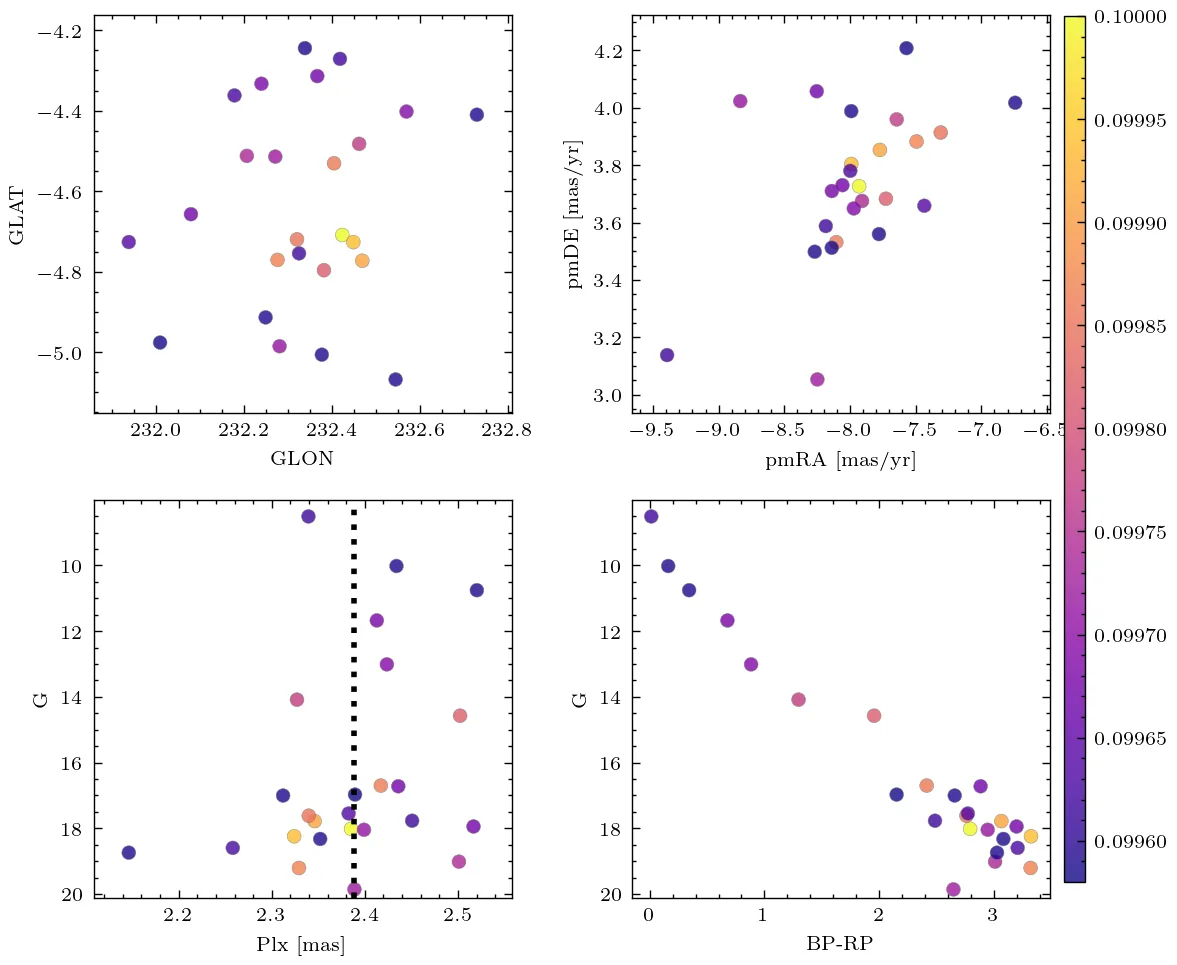 −4.2
−4.4
−4.6
−4.8
−5.0
GLAT
232.0 232.2 232.4 232.6 232.8
GLON
4.2
4.0
3.8
3.6
3.4
3.2
3.0
pmDE [mas/yr]
−9.5 −9.0 −8.5 −8.0 −7.5 −7.0 −6.5
pmRA [mas/yr]
0.10000
0.09995
0.09990
0.09985
0.09980
0.09975
0.09970
0.09965
0.09960
10
12
14
16
18
20
G
2.2 2.3 2.4 2.5
Plx [mas]
10
12
14
16
18
20
G
0 1 2 3
BP-RP